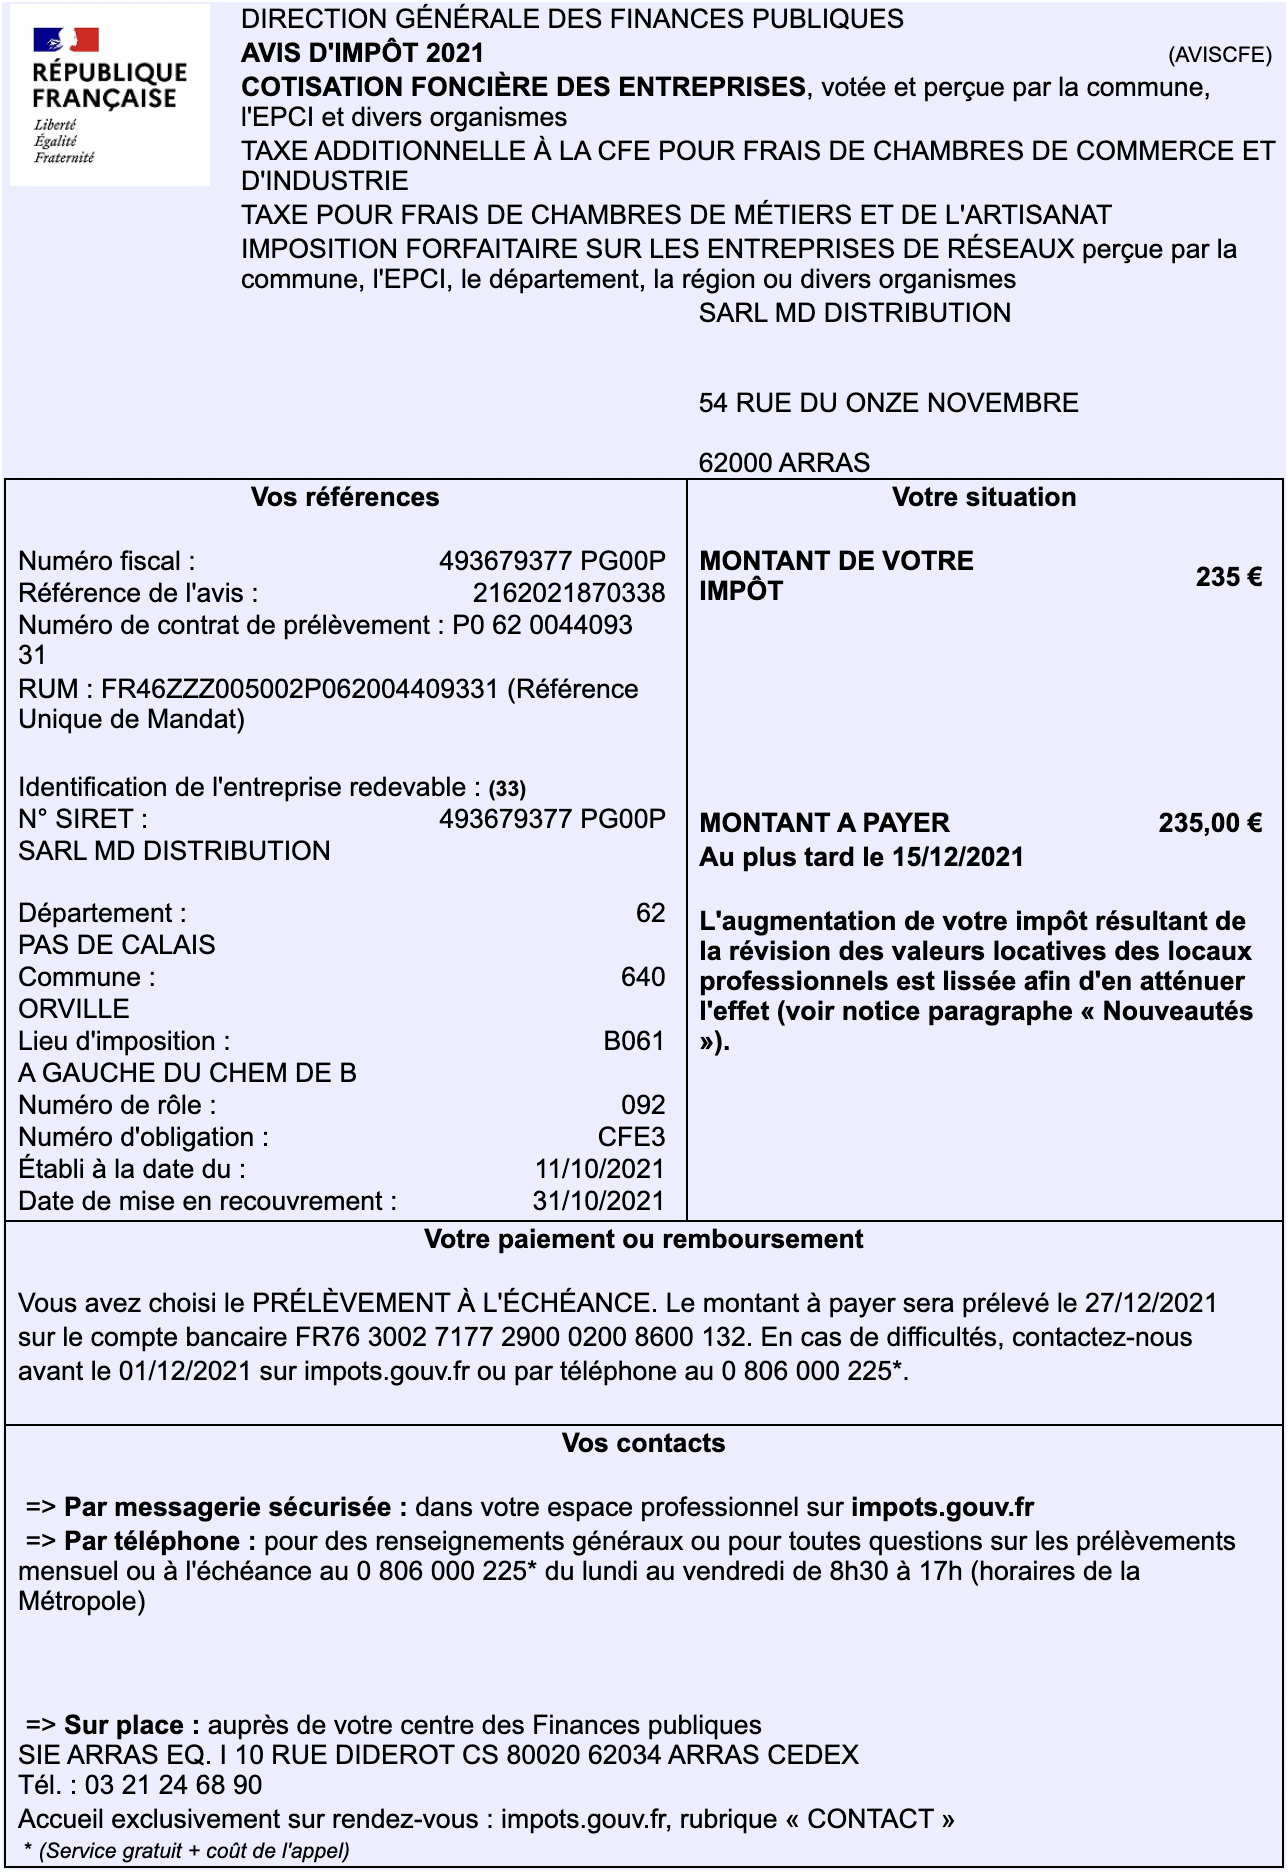 RÉPUBLIQUE
FRANÇAISE
Liberté
Égalité
Fraternité
DIRECTION GÉNÉRALE DES FINANCES PUBLIQUES
AVIS D'IMPÔT 2021 (AVISCFE)
COTISATION FONCIÈRE DES ENTREPRISES, votée et perçue par la commune,
l'EPCI et divers organismes
TAXE ADDITIONNELLE À LA CFE POUR FRAIS DE CHAMBRES DE COMMERCE ET
D'INDUSTRIE
TAXE POUR FRAIS DE CHAMBRES DE MÉTIERS ET DE L'ARTISANAT
IMPOSITION FORFAITAIRE SUR LES ENTREPRISES DE RÉSEAUX perçue par la
commune, l'EPCI, le département, la région ou divers organismes
SARL MD DISTRIBUTION
54 RUE DU ONZE NOVEMBRE
62000 ARRAS
Vos références
Numéro fiscal : 493679377 PG00P
Référence de l'avis : 2162021870338
Numéro de contrat de prélèvement : P0 62 0044093
31
RUM : FR46ZZZ005002P062004409331 (Référence
Unique de Mandat)
Identification de l'entreprise redevable : (33)
N° SIRET : 493679377 PG00P
SARL MD DISTRIBUTION
Département : 62
PAS DE CALAIS
Commune : 640
ORVILLE
Lieu d'imposition : B061
A GAUCHE DU CHEM DE B
Numéro de rôle : 092
Numéro d'obligation : CFE3
Établi à la date du : 11/10/2021
Date de mise en recouvrement : 31/10/2021
Votre situation
MONTANT DE VOTRE
IMPÔT 235 €
MONTANT A PAYER 235,00 €
Au plus tard le 15/12/2021
L'augmentation de votre impôt résultant de
la révision des valeurs locatives des locaux
professionnels est lissée afin d'en atténuer
l'effet (voir notice paragraphe « Nouveautés
»).
Votre paiement ou remboursement
Vous avez choisi le PRÉLÈVEMENT À L'ÉCHÉANCE. Le montant à payer sera prélevé le 27/12/2021
sur le compte bancaire FR76 3002 7177 2900 0200 8600 132. En cas de difficultés, contactez-nous
avant le 01/12/2021 sur impots.gouv.fr ou par téléphone au 0 806 000 225*.
Vos contacts
=> Par messagerie sécurisée : dans votre espace professionnel sur impots.gouv.fr
=> Par téléphone : pour des renseignements généraux ou pour toutes questions sur les prélèvements
mensuel ou à l'échéance au 0 806 000 225* du lundi au vendredi de 8h30 à 17h (horaires de la
Métropole)
=> Sur place : auprès de votre centre des Finances publiques
SIE ARRAS EQ. I 10 RUE DIDEROT CS 80020 62034 ARRAS CEDEX
Tél. : 03 21 24 68 90
Accueil exclusivement sur rendez-vous : impots.gouv.fr, rubrique « CONTACT »
* (Service gratuit + coût de l'appel)